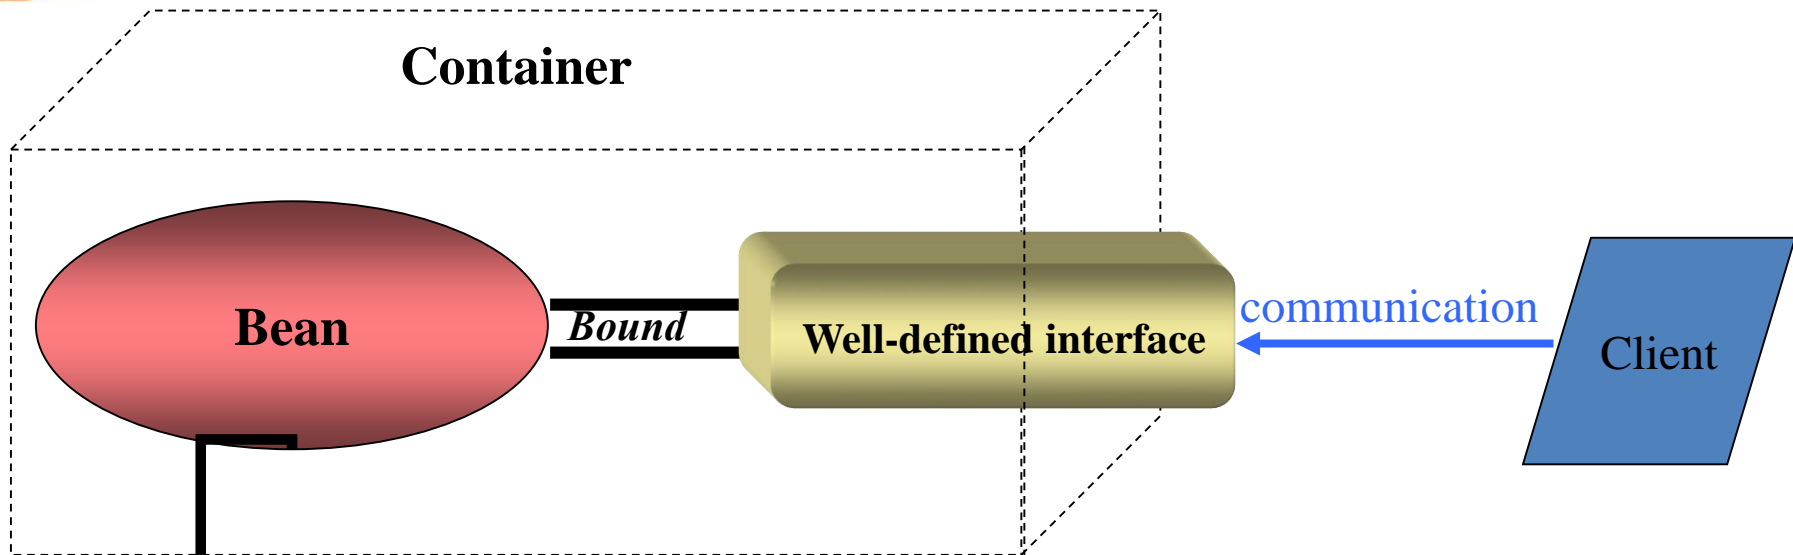 Container
Bean
Bound
Well-defined interface
communication
Client